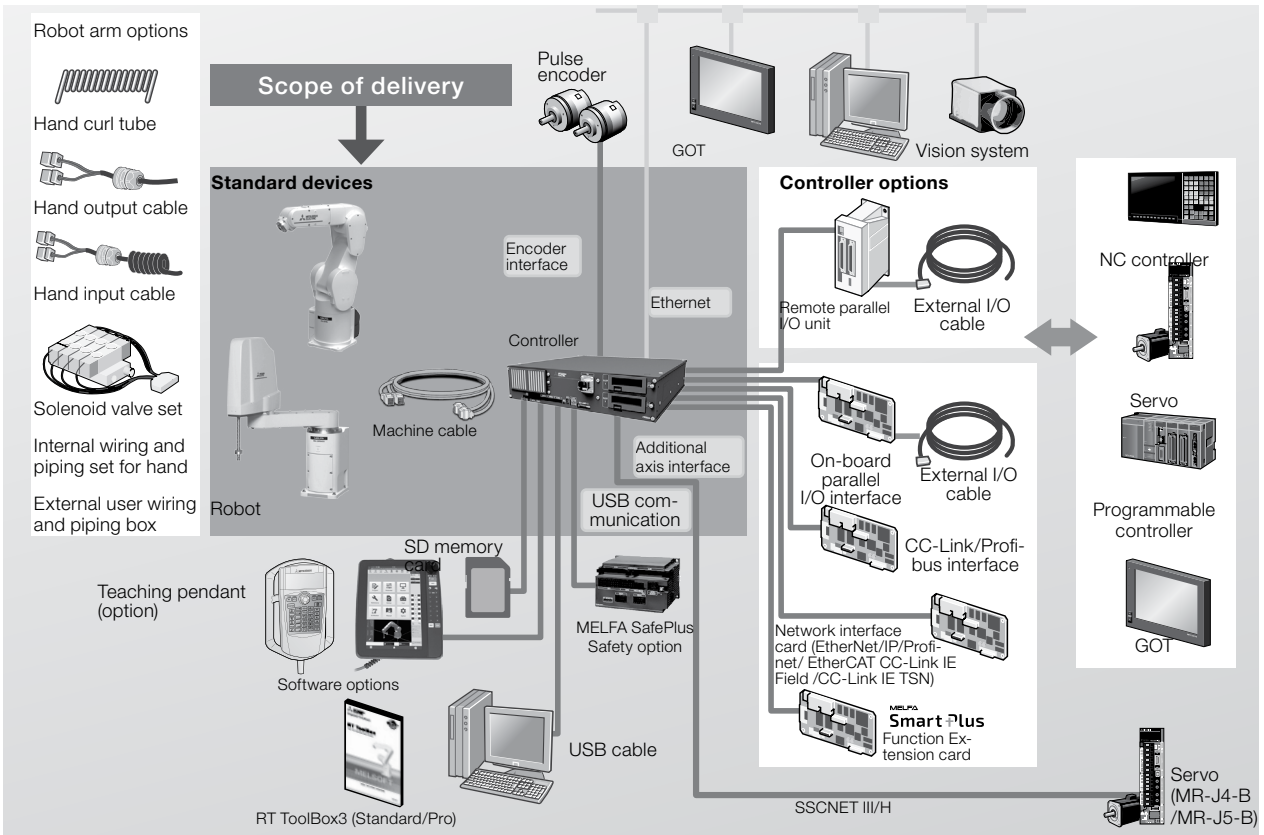 Robot arm options
Hand curl tube
Hand output cable
Hand input cable
Solenoid valve set
Internal wiring and
piping set for hand
External user wiring
and piping box
Scope of delivery
Pulse
encoder
GOT
Vision system
Standard devices
Encoder
interface
Ethernet
Controller
Machine cable
Robot
Additional
axis interface
USB com-
munication
Controller options
Remote parallel
I/O unit
External I/O
cable
On-board
parallel
I/O interface
External I/O
cable
CC-Link/Profi-
bus interface
Network interface
card (EtherNet/IP/Profi-
net/ EtherCAT CC-Link IE
Field /CC-Link IE TSN)
MELFA
Smart Plus
Function Ex-
tension card
NC controller
Servo
Programmable
controller
GOT
Teaching pendant
(option)
SD memory
card
MELFA SafePlus
Safety option
Software options
RT ToolBox3
MELSOFT
USB cable
RT ToolBox3 (Standard/Pro)
SSCNET III/H
Servo
(MR-J4-B
/MR-J5-B)